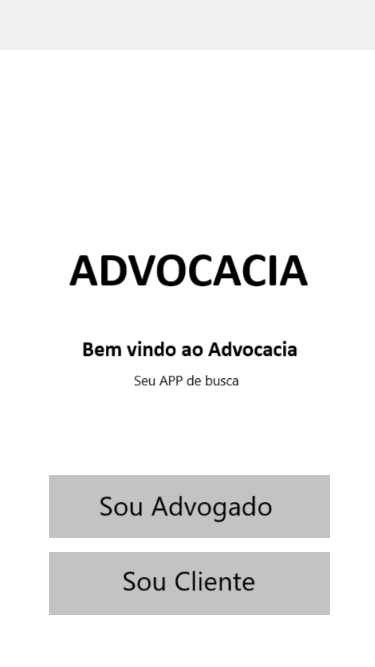 ADVOCACIA
Bem vindo ao Advocacia
Seu APP de busca
Sou Advogado
Sou Cliente